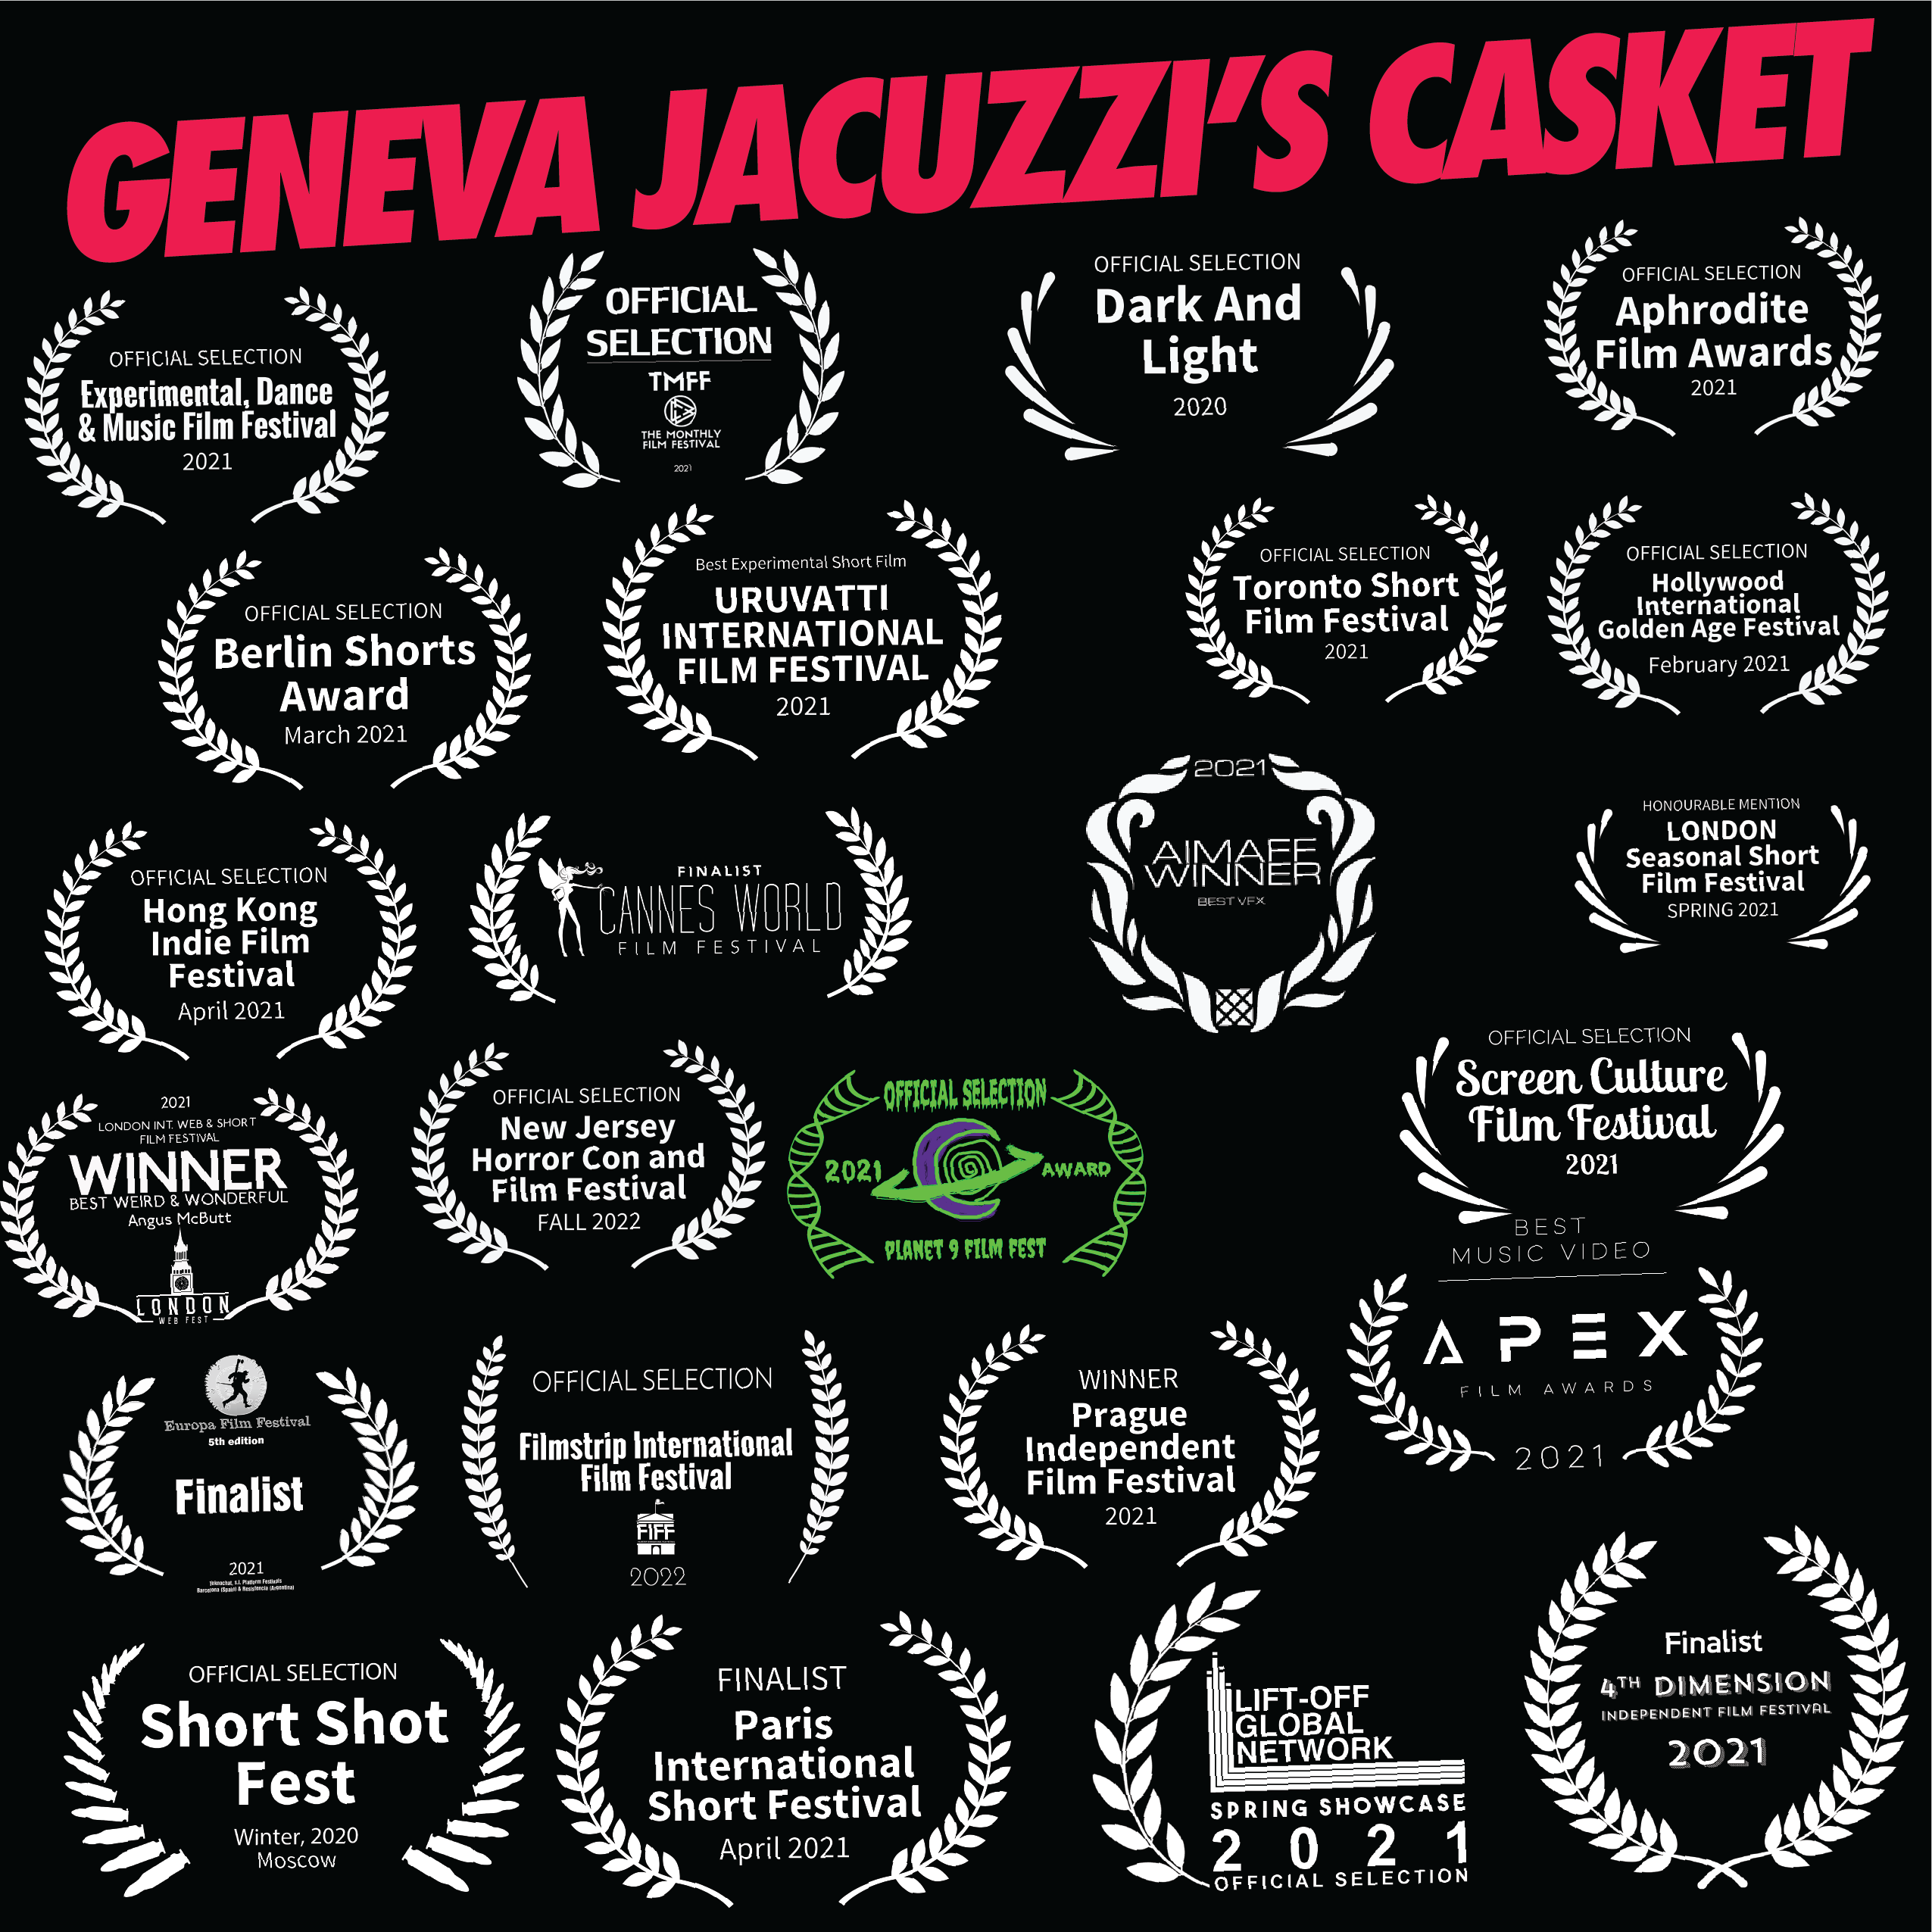 GENEVA JACUZZI'S CASKET
OFFICIAL SELECTION
Experimental, Dance
& Music Film Festival
2021
OFFICIAL
SELECTION
TMFF
THE MONTHLY
FILM FESTIVAL
2021
OFFICIAL SELECTION
Dark And
Light
2020
OFFICIAL SELECTION
Aphrodite
Film Awards
2021
OFFICIAL SELECTION
Berlin Shorts
Award
March 2021
Best Experimental Short Film
URUVATTI
INTERNATIONAL
FILM FESTIVAL
2021
OFFICIAL SELECTION
Toronto Short
Film Festival
2021
OFFICIAL SELECTION
Hollywood
International
Golden Age Festival
February 2021
OFFICIAL SELECTION
Hong Kong
Indie Film
Festival
April 2021
FINALIST
CANNES WORLD
FILM FESTIVAL
2021
AIMAFF
WINNER
BEST VFX
HONOURABLE MENTION
LONDON
Seasonal Short
Film Festival
SPRING 2021
2021
LONDON INT. WEB & SHORT
FILM FESTIVAL
WINNER
BEST WEIRD & WONDERFUL
Angus McButt
LONDON
WEB FEST
OFFICIAL SELECTION
New Jersey
Horror Con and
Film Festival
FALL 2022
OFFICIAL SELECTION
2021 AWARD
PLANET 9 FILM FEST
OFFICIAL SELECTION
Screen Culture
Film Festival
2021
BEST
MUSIC VIDEO
APEX
FILM AWARDS
2021
Europa Film Festival
5th edition
Finalist
2021
OFFICIAL SELECTION
Filmstrip International
Film Festival
FIFF
2022
WINNER
Prague
Independent
Film Festival
2021
OFFICIAL SELECTION
Short Shot
Fest
Winter, 2020
Moscow
FINALIST
Paris
International
Short Festival
April 2021
LIFT-OFF
GLOBAL
NETWORK
SPRING SHOWCASE
2021
OFFICIAL SELECTION
Finalist
4TH DIMENSION
INDEPENDENT FILM FESTIVAL
2021